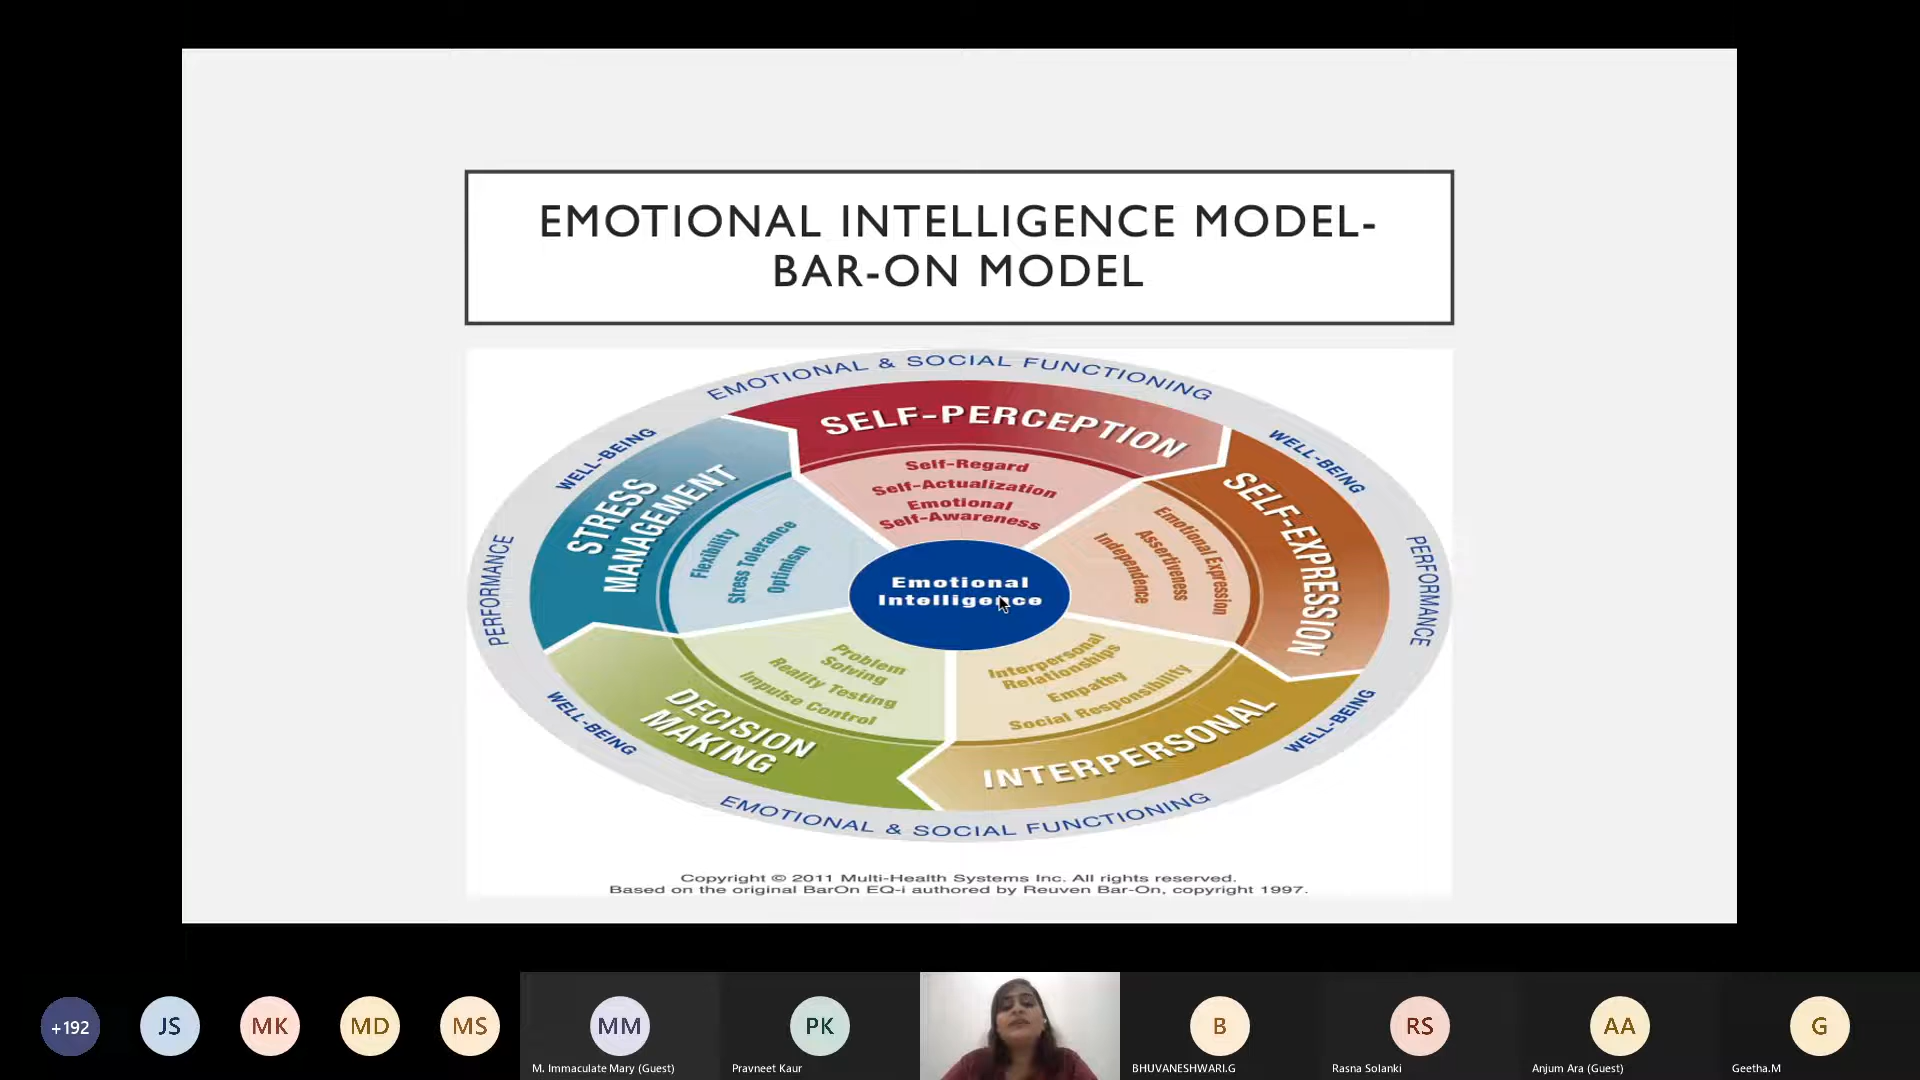 EMOTIONAL INTELLIGENCE MODEL-
BAR-ON MODEL
EMOTIONAL & SOCIAL FUNCTIONING
WELL-BEING
WELL-BEING
PERFORMANCE
PERFORMANCE
SELF-PERCEPTION
Self-Regard
Self-Actualization
Emotional
Self-Awareness
SELF-EXPRESSION
Emotional Expression
Assertiveness
Independence
STRESS
MANAGEMENT
Flexibility
Stress Tolerance
Optimism
Emotional
Intelligence
Problem
Solving
Reality Testing
Impulse Control
DECISION
MAKING
Interpersonal
Relationships
Empathy
Social Responsibility
INTERPERSONAL
WELL-BEING
WELL-BEING
EMOTIONAL & SOCIAL FUNCTIONING
Copyright © 2011 Multi-Health Systems Inc. All rights reserved.
Based on the original BarOn EQ-i authored by Reuven Bar-On, copyright 1997.
+192
JS
MK
MD
MS
MM
M. Immaculate Mary (Guest)
PK
Pravneet Kaur
B
BHUVANESHWARI.G
RS
Rasna Solanki
AA
Anjum Ara (Guest)
G
Geetha.M